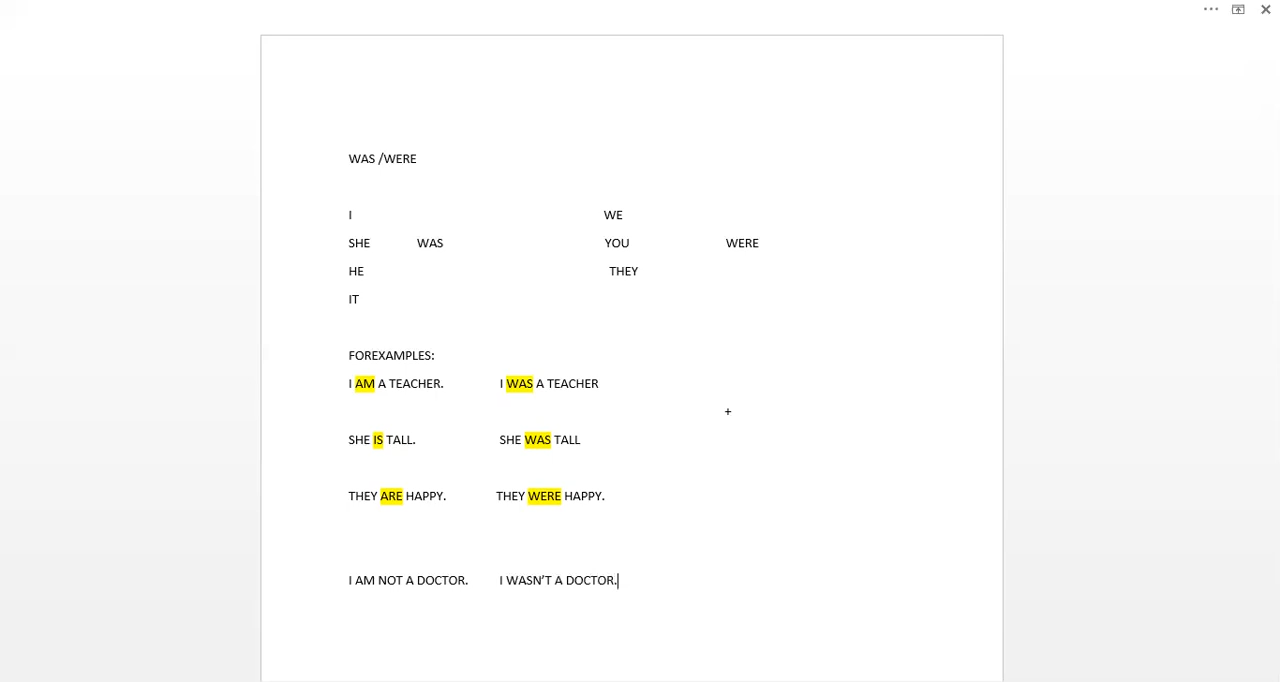 WAS /WERE
I WE
SHE WAS YOU WERE
HE THEY
IT
FOREXAMPLES:
I AM A TEACHER. I WAS A TEACHER
+
SHE IS TALL. SHE WAS TALL
THEY ARE HAPPY. THEY WERE HAPPY.
I AM NOT A DOCTOR. I WASN’T A DOCTOR.